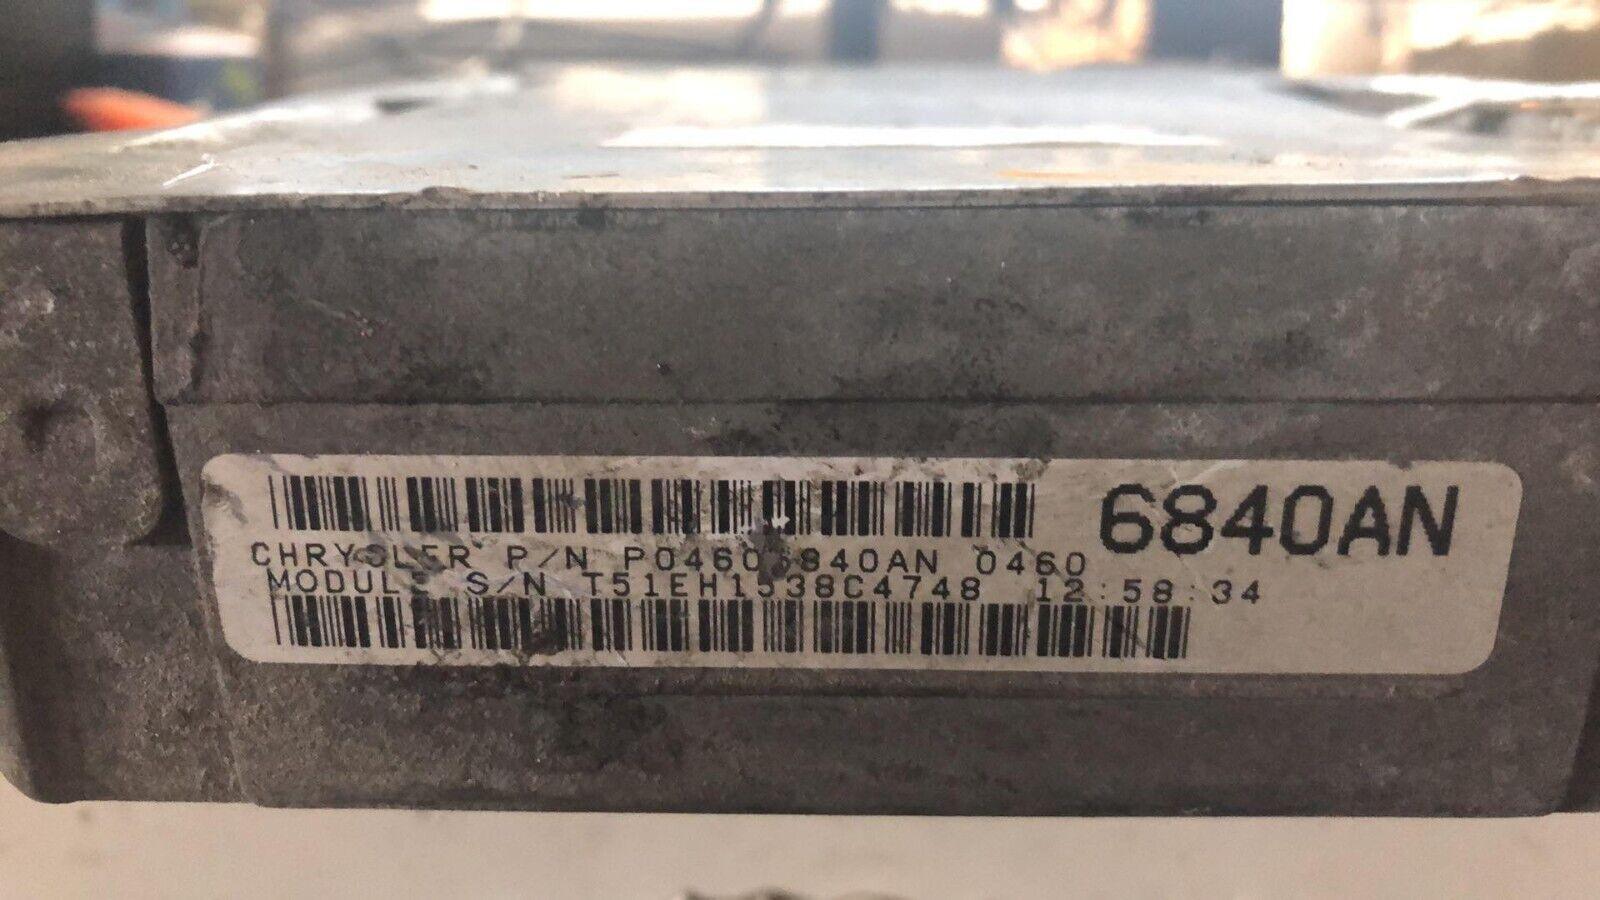 6840AN
CHRYSLER P/N P04606840AN 0460
MODULE S/N T51EH1538C4748 12:58:34